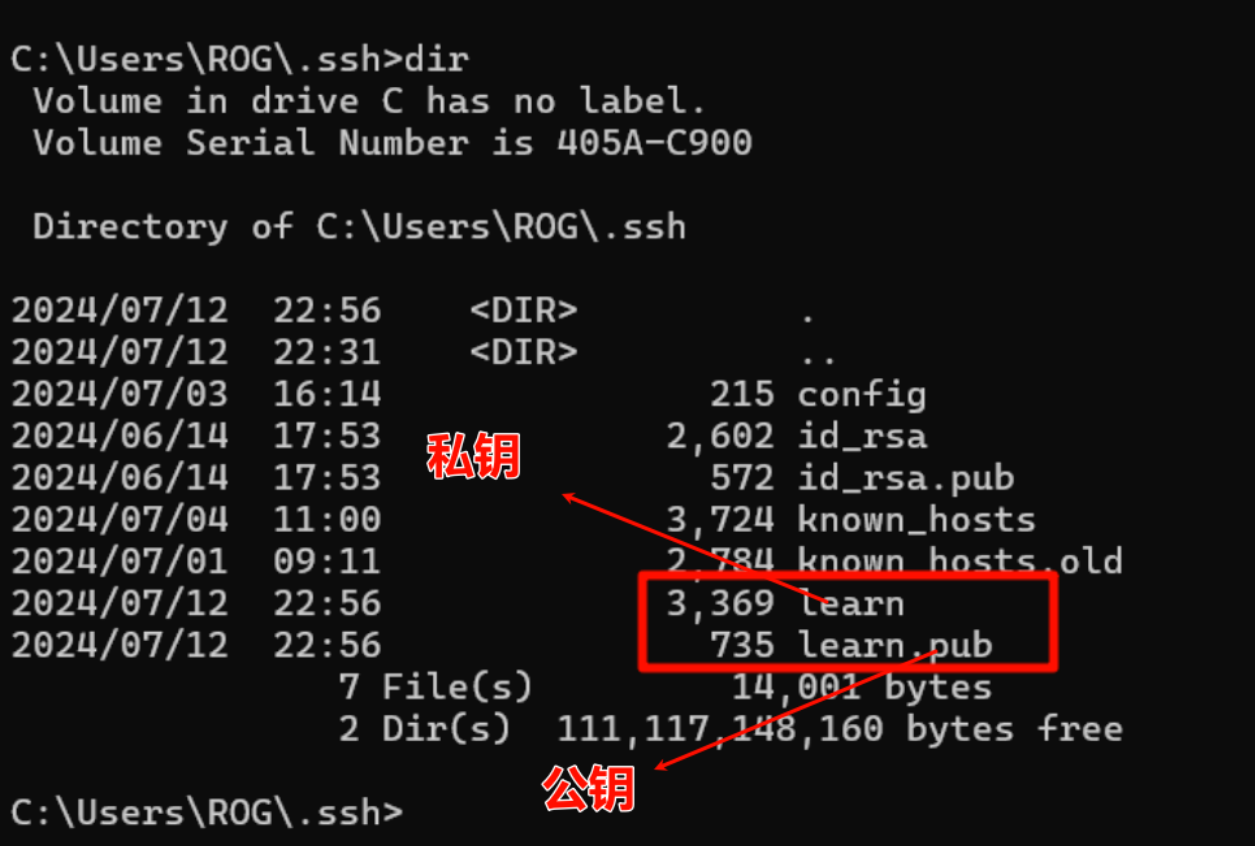 C:\Users\ROG\.ssh>dir
Volume in drive C has no label.
Volume Serial Number is 405A-C900
Directory of C:\Users\ROG\.ssh
2024/07/12  22:56    <DIR>          .
2024/07/12  22:31    <DIR>          ..
2024/07/03  16:14               215 config
2024/06/14  17:53             2,602 id_rsa
私钥
2024/06/14  17:53               572 id_rsa.pub
2024/07/04  11:00             3,724 known_hosts
2024/07/01  09:11             2,784 known_hosts.old
2024/07/12  22:56             3,369 learn
2024/07/12  22:56               735 learn.pub
7 File(s)         14,001 bytes
2 Dir(s)  111,117,148,160 bytes free
公钥
C:\Users\ROG\.ssh>